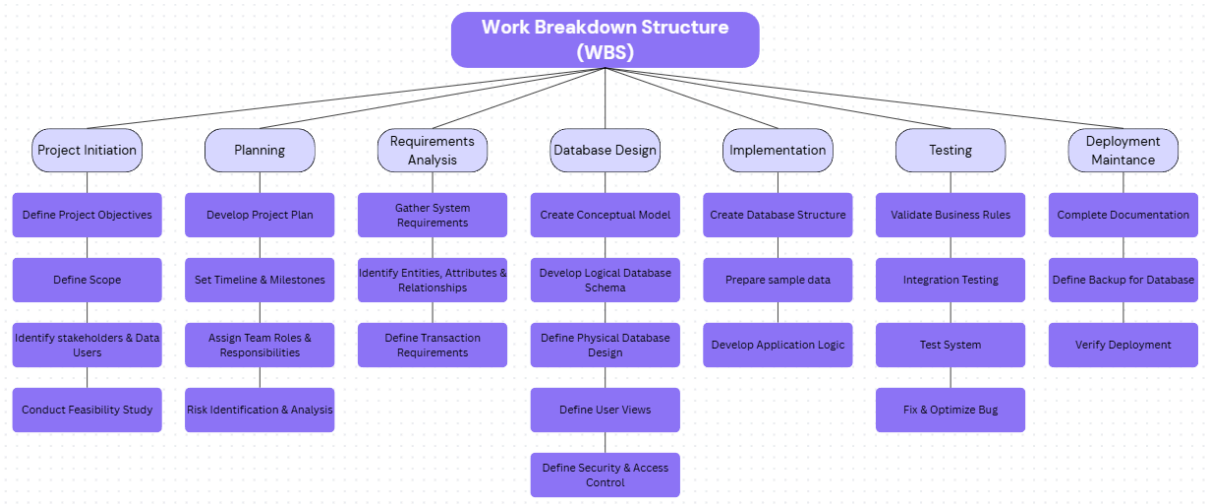 Work Breakdown Structure
(WBS)
Project Initiation
Define Project Objectives
Define Scope
Identify stakeholders & Data
Users
Conduct Feasibility Study
Planning
Develop Project Plan
Set Timeline & Milestones
Assign Team Roles &
Responsibilities
Risk Identification & Analysis
Requirements
Analysis
Gather System
Requirements
Identify Entities, Attributes &
Relationships
Define Transaction
Requirements
Database Design
Create Conceptual Model
Develop Logical Database
Schema
Define Physical Database
Design
Define User Views
Define Security & Access
Control
Implementation
Create Database Structure
Prepare sample data
Develop Application Logic
Testing
Validate Business Rules
Integration Testing
Test System
Fix & Optimize Bug
Deployment
Maintance
Complete Documentation
Define Backup for Database
Verify Deployment